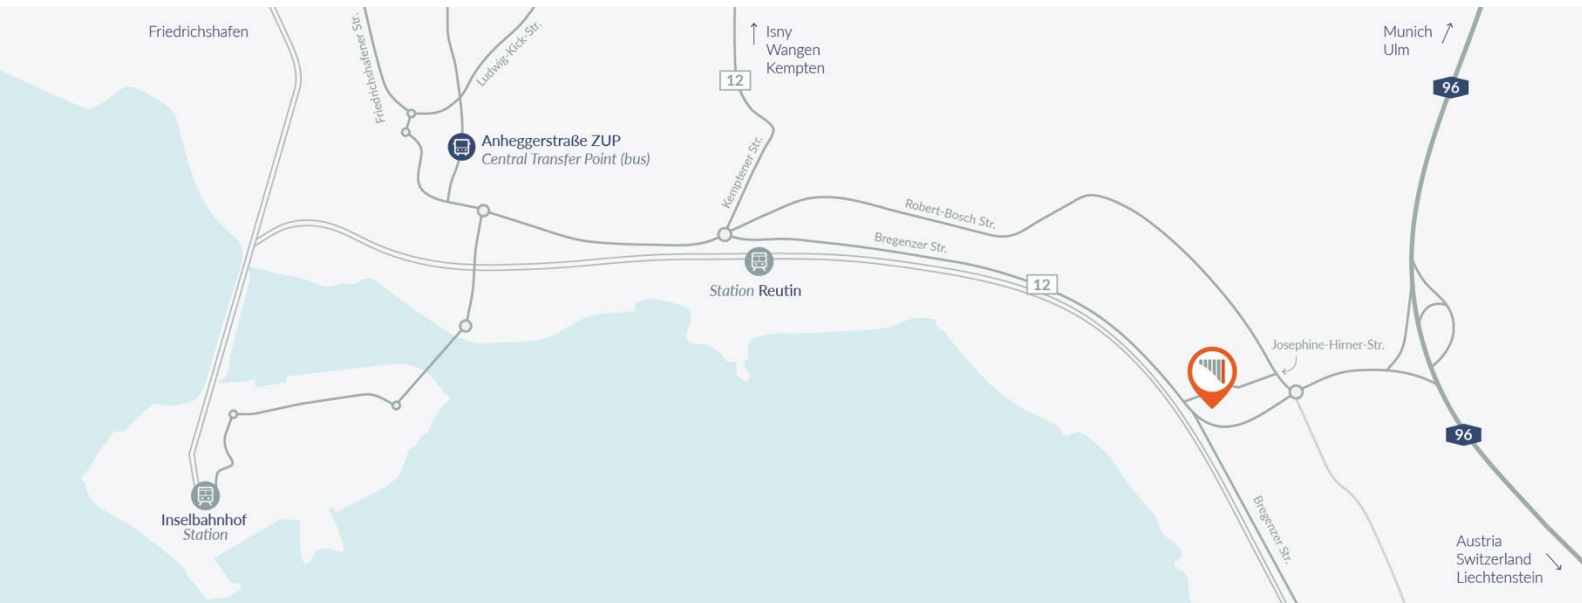 Friedrichshafen
Friedrichshafener Str.
Ludwig-Kick-Str.
Isny
Wangen
Kempten
12
Munich
Ulm
96
Anheggerstraße ZUP
Central Transfer Point (bus)
Kemptener Str.
Robert-Bosch Str.
Bregenzer Str.
Station Reutin
12
Josephine-Hirner-Str.
96
Inselbahnhof
Station
Bregenzer Str.
Austria
Switzerland
Liechtenstein